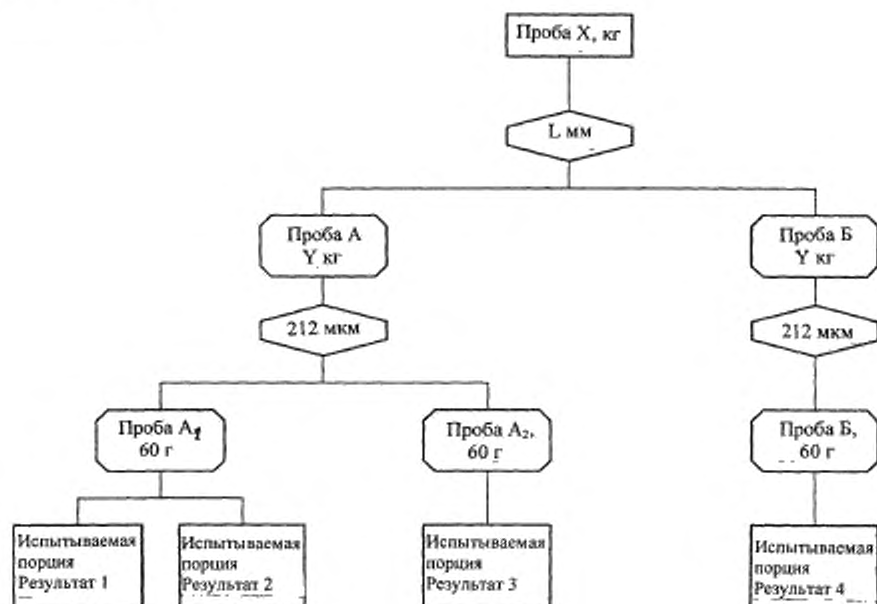 Проба X, кг
L мм
Проба А
Y кг
Проба Б
Y кг
212 мкм
212 мкм
Проба А1
60 г
Проба А₂,
60 г
Проба Б,
60 г
Испытываемая
порция
Результат 1
Испытываемая
порция
Результат 2
Испытываемая
порция
Результат 3
Испытываемая
порция
Результат 4